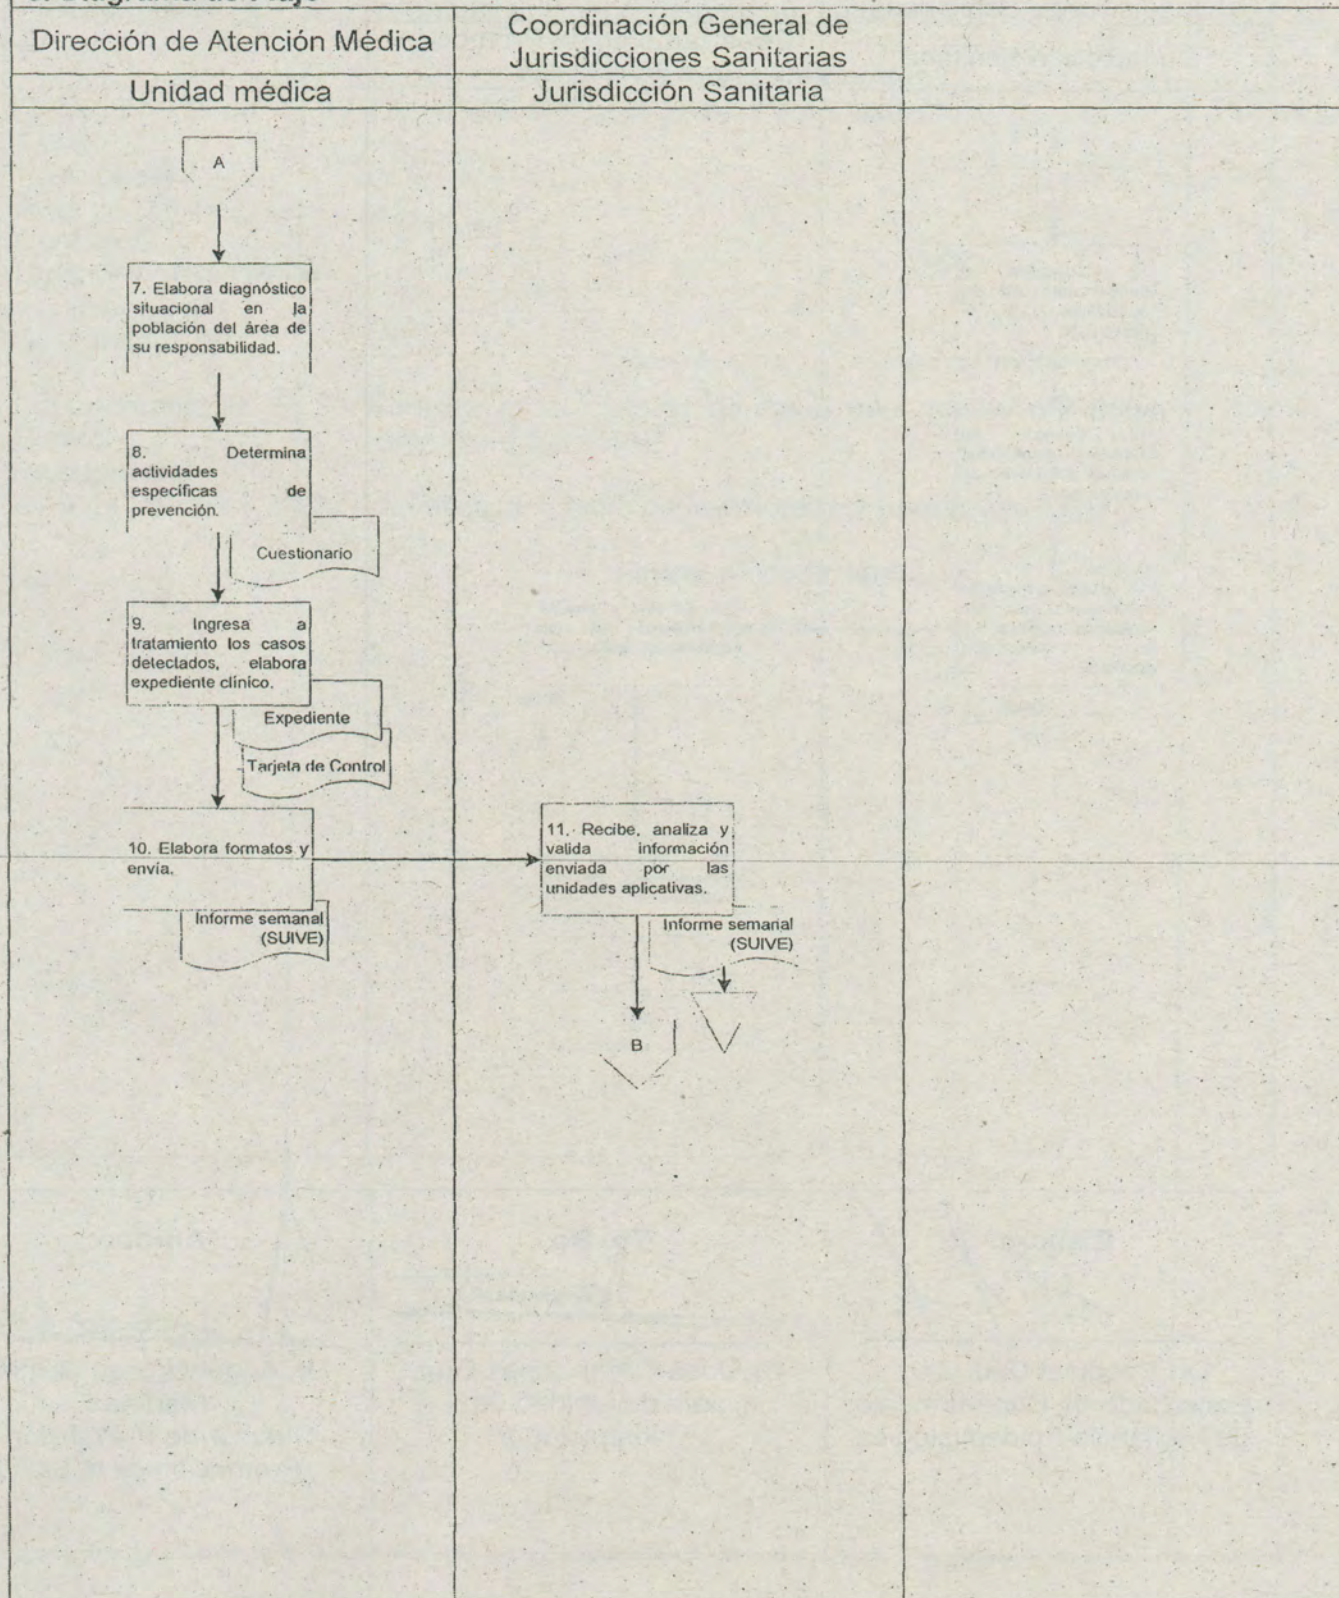 Dirección de Atención Médica
Coordinación General de
Jurisdicciones Sanitarias
Unidad médica
Jurisdicción Sanitaria
A
7. Elabora diagnóstico
situacional en la
población del área de
su responsabilidad.
8. Determina
actividades
específicas de
prevención.
Cuestionario
9. Ingresa a
tratamiento los casos
detectados, elabora
expediente clínico.
Expediente
Tarjeta de Control
10. Elabora formatos y
envía.
Informe semanal
(SUIVE)
11. Recibe, analiza y
valida información
enviada por las
unidades aplicativas.
Informe semanal
(SUIVE)
B